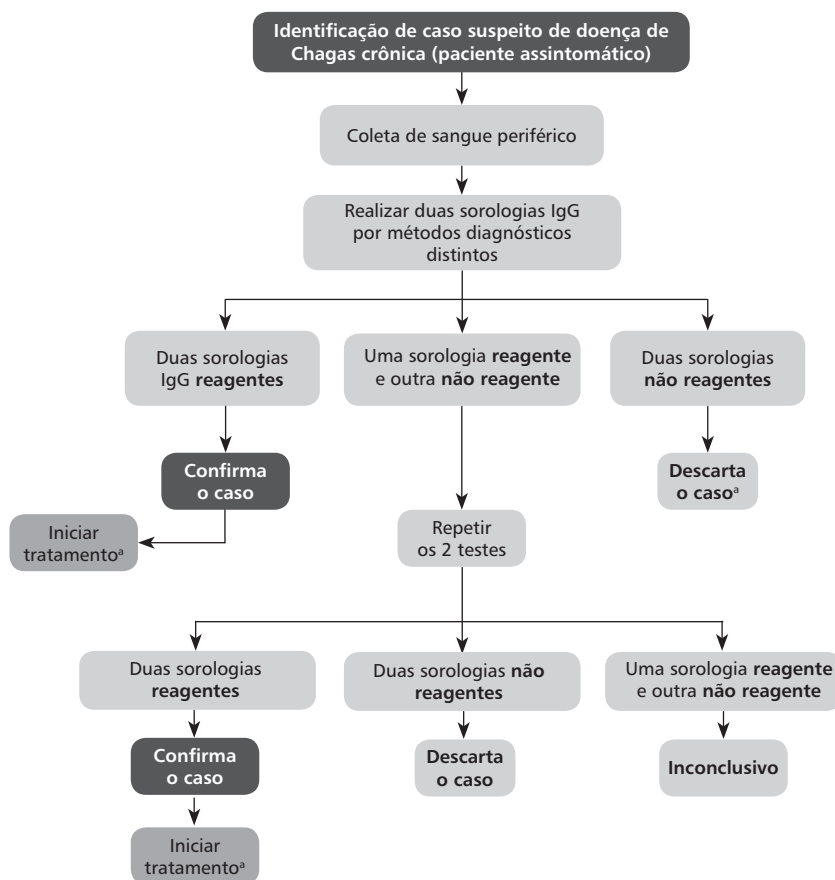 Identificação de caso suspeito de doença de
Chagas crônica (paciente assintomático)
Coleta de sangue periférico
Realizar duas sorologias IgG
por métodos diagnósticos
distintos
Duas sorologias
IgG reagentes
Uma sorologia reagente
e outra não reagente
Duas sorologias
não reagentes
Confirma
o caso
Descarta
o casoᵃ
Iniciar
tratamentoᵃ
Repetir
os 2 testes
Duas sorologias
reagentes
Duas sorologias não
reagentes
Uma sorologia reagente
e outra não reagente
Confirma
o caso
Descarta
o caso
Inconclusivo
Iniciar
tratamentoᵃ